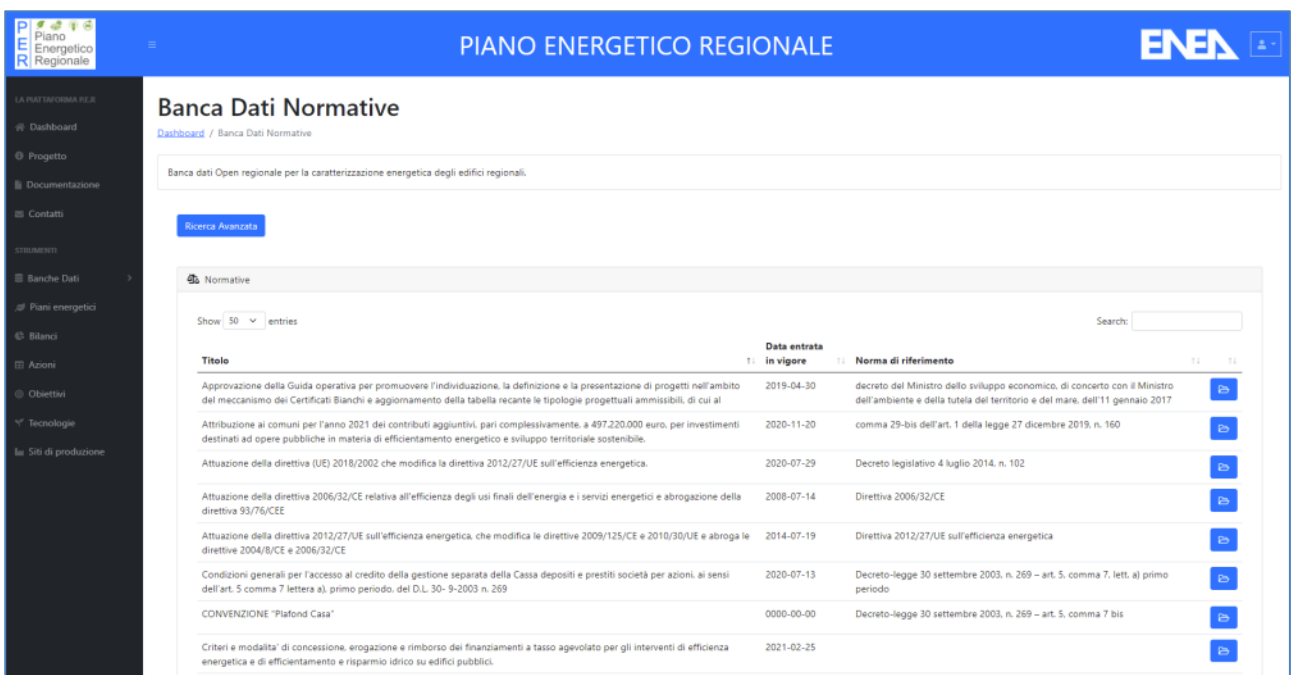 PER Piano Energetico Regionale
PIANO ENERGETICO REGIONALE
ENEA
LA PIATTAFORMA P.E.R
Dashboard
Progetto
Documentazione
Contatti
STRUMENTI
Banche Dati
Piani energetici
Bilanci
Azioni
Obiettivi
Tecnologie
Siti di produzione
Banca Dati Normative
Dashboard / Banca Dati Normative
Banca dati Open regionale per la caratterizzazione energetica degli edifici regionali.
Ricerca Avanzata
Normative
Show 50 entries Search:
Titolo Data entrata in vigore Norma di riferimento
Approvazione della Guida operativa per promuovere l'individuazione, la definizione e la presentazione di progetti nell'ambito
del meccanismo dei Certificati Bianchi e aggiornamento della tabella recante le tipologie progettuali ammissibili, di cui al
2019-04-30
decreto del Ministro dello sviluppo economico, di concerto con il Ministro
dell'ambiente e della tutela del territorio e del mare, dell'11 gennaio 2017
Attribuzione ai comuni per l'anno 2021 dei contributi aggiuntivi, pari complessivamente, a 497.220.000 euro, per investimenti
destinati ad opere pubbliche in materia di efficientamento energetico e sviluppo territoriale sostenibile.
2020-11-20
comma 29-bis dell'art. 1 della legge 27 dicembre 2019, n. 160
Attuazione della direttiva (UE) 2018/2002 che modifica la direttiva 2012/27/UE sull'efficienza energetica.
2020-07-29
Decreto legislativo 4 luglio 2014, n. 102
Attuazione della direttiva 2006/32/CE relativa all'efficienza degli usi finali dell'energia e i servizi energetici e abrogazione della
direttiva 93/76/CEE
2008-07-14
Direttiva 2006/32/CE
Attuazione della direttiva 2012/27/UE sull'efficienza energetica, che modifica le direttive 2009/125/CE e 2010/30/UE e abroga le
direttive 2004/8/CE e 2006/32/CE
2014-07-19
Direttiva 2012/27/UE sull'efficienza energetica
Condizioni generali per l'accesso al credito della gestione separata della Cassa depositi e prestiti società per azioni, ai sensi
dell'art. 5 comma 7 lettera a), primo periodo, del D.L. 30- 9-2003 n. 269
2020-07-13
Decreto-legge 30 settembre 2003, n. 269 – art. 5, comma 7, lett. a) primo
periodo
CONVENZIONE "Plafond Casa"
0000-00-00
Decreto-legge 30 settembre 2003, n. 269 – art. 5, comma 7 bis
Criteri e modalita' di concessione, erogazione e rimborso dei finanziamenti a tasso agevolato per gli interventi di efficienza
energetica e di efficientamento e risparmio idrico su edifici pubblici.
2021-02-25